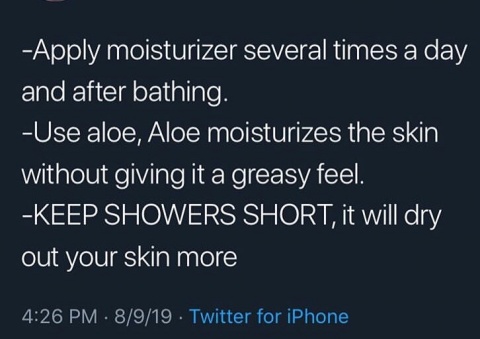 -Apply moisturizer several times a day
and after bathing.
-Use aloe, Aloe moisturizes the skin
without giving it a greasy feel.
-KEEP SHOWERS SHORT, it will dry
out your skin more
4:26 PM · 8/9/19 · Twitter for iPhone